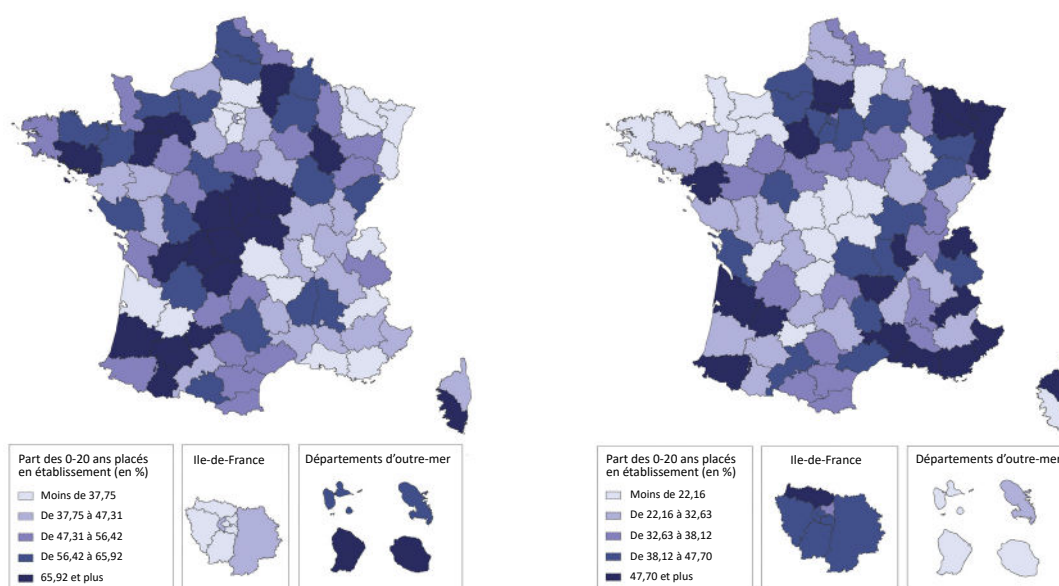 Part des 0-20 ans placés
en établissement (en %)
Moins de 37,75
De 37,75 à 47,31
De 47,31 à 56,42
De 56,42 à 65,92
65,92 et plus
Ile-de-France
Départements d'outre-mer
Part des 0-20 ans placés
en établissement (en %)
Moins de 22,16
De 22,16 à 32,63
De 32,63 à 38,12
De 38,12 à 47,70
47,70 et plus
Ile-de-France
Départements d'outre-mer